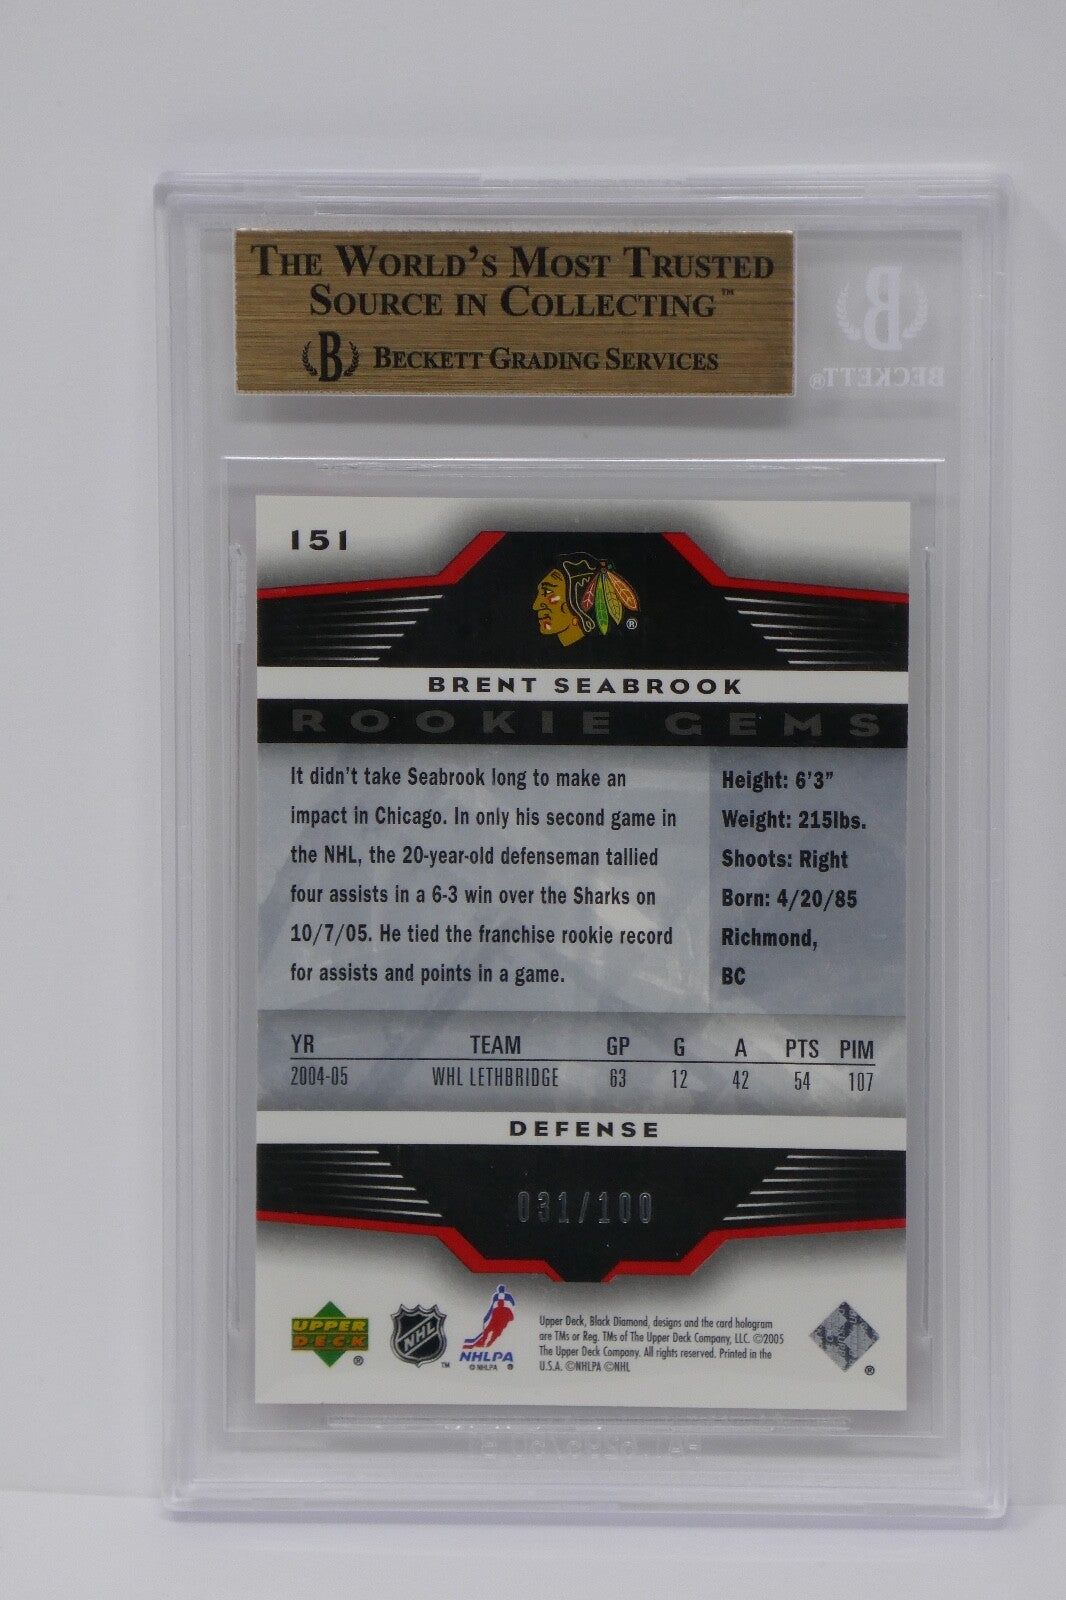 THE WORLD'S MOST TRUSTED
SOURCE IN COLLECTING™
B BECKETT GRADING SERVICES
B
BECKETT®
151
®
BRENT SEABROOK
ROOKIE GEMS
It didn't take Seabrook long to make an
impact in Chicago. In only his second game in
the NHL, the 20-year-old defenseman tallied
four assists in a 6-3 win over the Sharks on
10/7/05. He tied the franchise rookie record
for assists and points in a game.
Height: 6'3"
Weight: 215lbs.
Shoots: Right
Born: 4/20/85
Richmond,
BC
YR TEAM GP G A PTS PIM
2004-05 WHL LETHBRIDGE 63 12 42 54 107
DEFENSE
031/100
UPPER
DECK®
NHL™
NHLPA
© NHLPA ®
Upper Deck, Black Diamond, designs and the card hologram
are TMs or Reg. TMs of The Upper Deck Company, LLC. ©2005
The Upper Deck Company. All rights reserved. Printed in the
U.S.A. ©NHLPA ©NHL
®